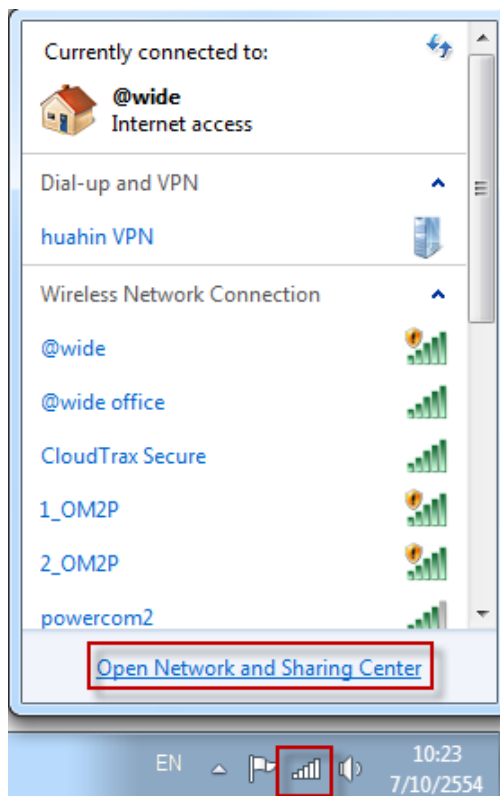 Currently connected to:
@wide
Internet access
Dial-up and VPN
huahin VPN
Wireless Network Connection
@wide
@wide office
CloudTrax Secure
1_OM2P
2_OM2P
powercom2
Open Network and Sharing Center
EN
10:23
7/10/2554